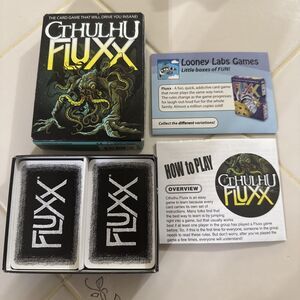 THE CARD GAME THAT WILL DRIVE YOU INSANE!
CTHULHU
FLUXX
Looney Labs Games
Little boxes of FUN!
Fluxx - A fun, quick, addictive card game
that never plays the same way twice.
The rules change as the game progresses
for laugh-out-loud fun for the whole
family. Almost a million copies sold!
Collect the different variations!
FLUXX
FLUXX
HOW to PLAY
CTHULHU
FLUXX
OVERVIEW
Cthulhu Fluxx is an easy
game to learn because every
card carries its own set of
instructions. Many folks find that
the best way to learn is by jumping
right into a game, but that usually works
best if at least one player in the group has played a Fluxx game
before. So, if this is the first time for everyone, someone in the group
needs to read these rules. But don't worry, after you've played the
game a few times, everyone will understand!